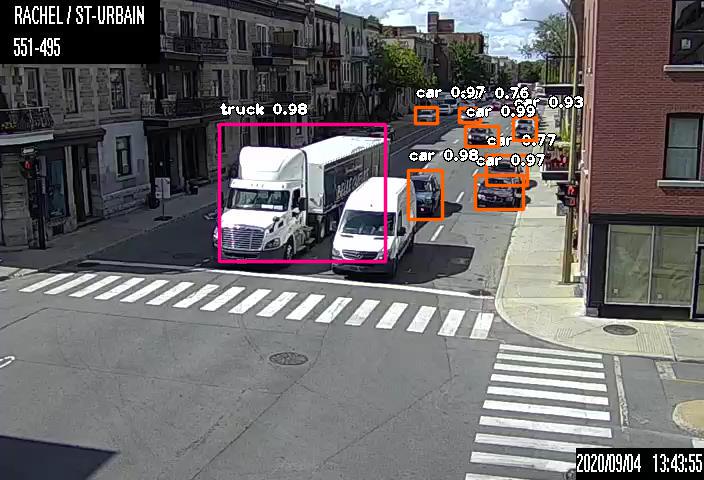 RACHEL / ST-URBAIN
551-495
truck 0.98
car 0.97
0.76
car 0.99
car 0.93
car 0.77
car 0.97
car 0.98
2020/09/04 13:43:55